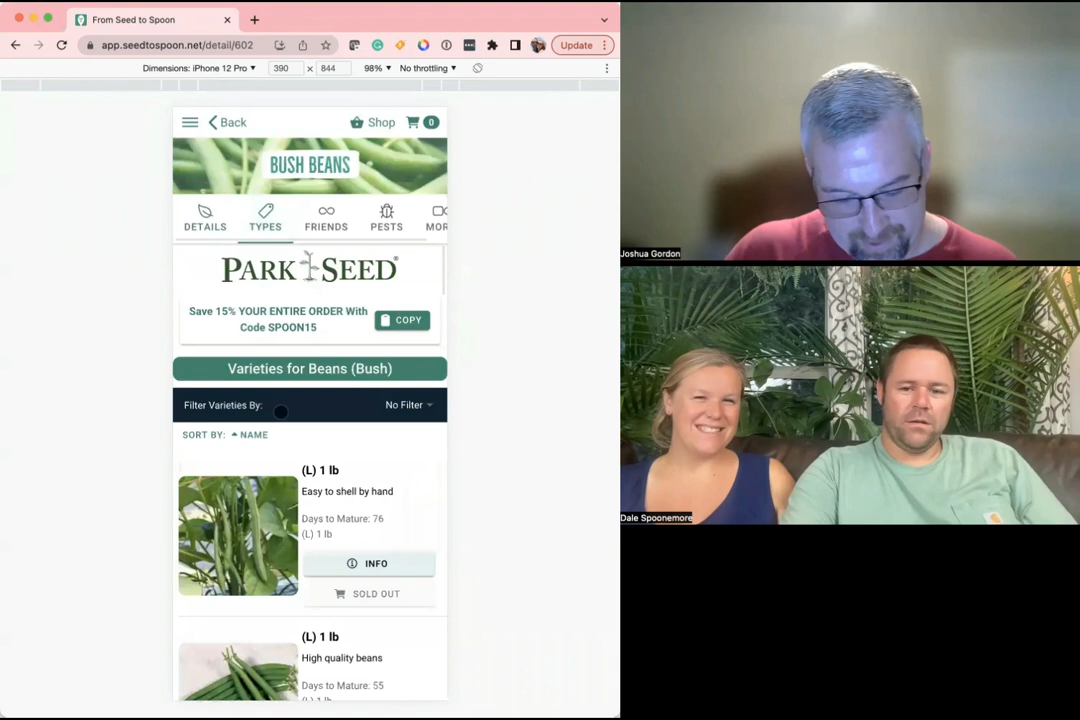 From Seed to Spoon
app.seedtospoon.net/detail/602
Update
Dimensions: iPhone 12 Pro
390 x 844
98%
No throttling
Back
Shop
0
BUSH BEANS
DETAILS
TYPES
FRIENDS
PESTS
MOR
PARK SEED®
Save 15% YOUR ENTIRE ORDER With
Code SPOON15
COPY
Varieties for Beans (Bush)
Filter Varieties By:
No Filter
SORT BY: NAME
(L) 1 lb
Easy to shell by hand
Days to Mature: 76
(L) 1 lb
INFO
SOLD OUT
(L) 1 lb
High quality beans
Days to Mature: 55
(L) 1 lb
Joshua Gordon
Dale Spoonemore